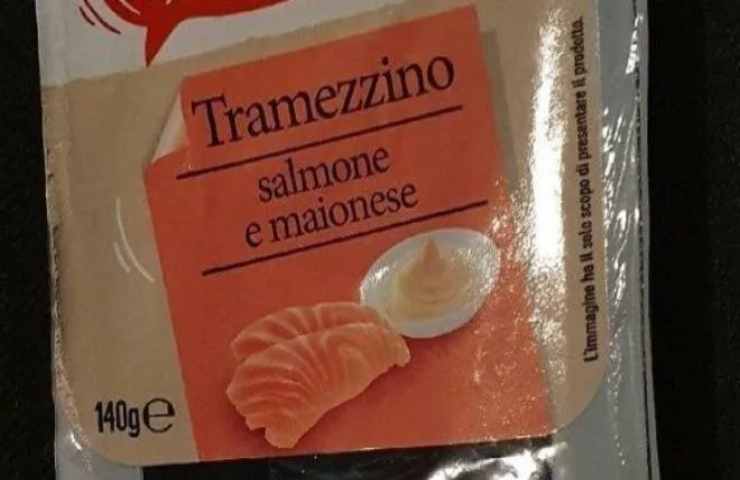 Tramezzino
salmone
e maionese
140g e
L'immagine ha il solo scopo di presentare il prodotto.